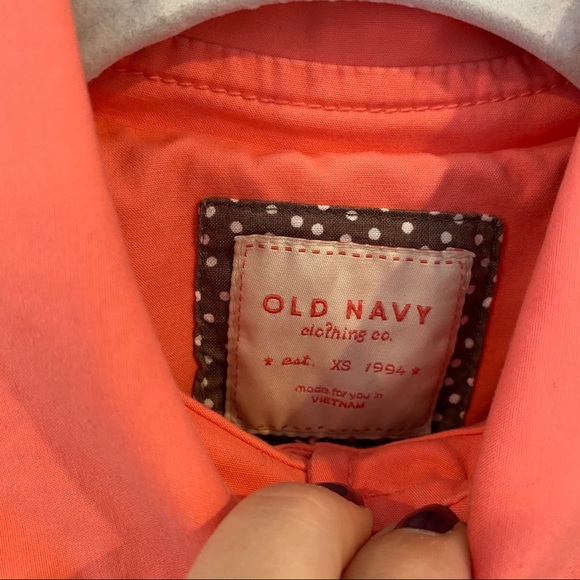 OLD NAVY
clothing co.
* est. XS 1994 *
made for you in
VIETNAM